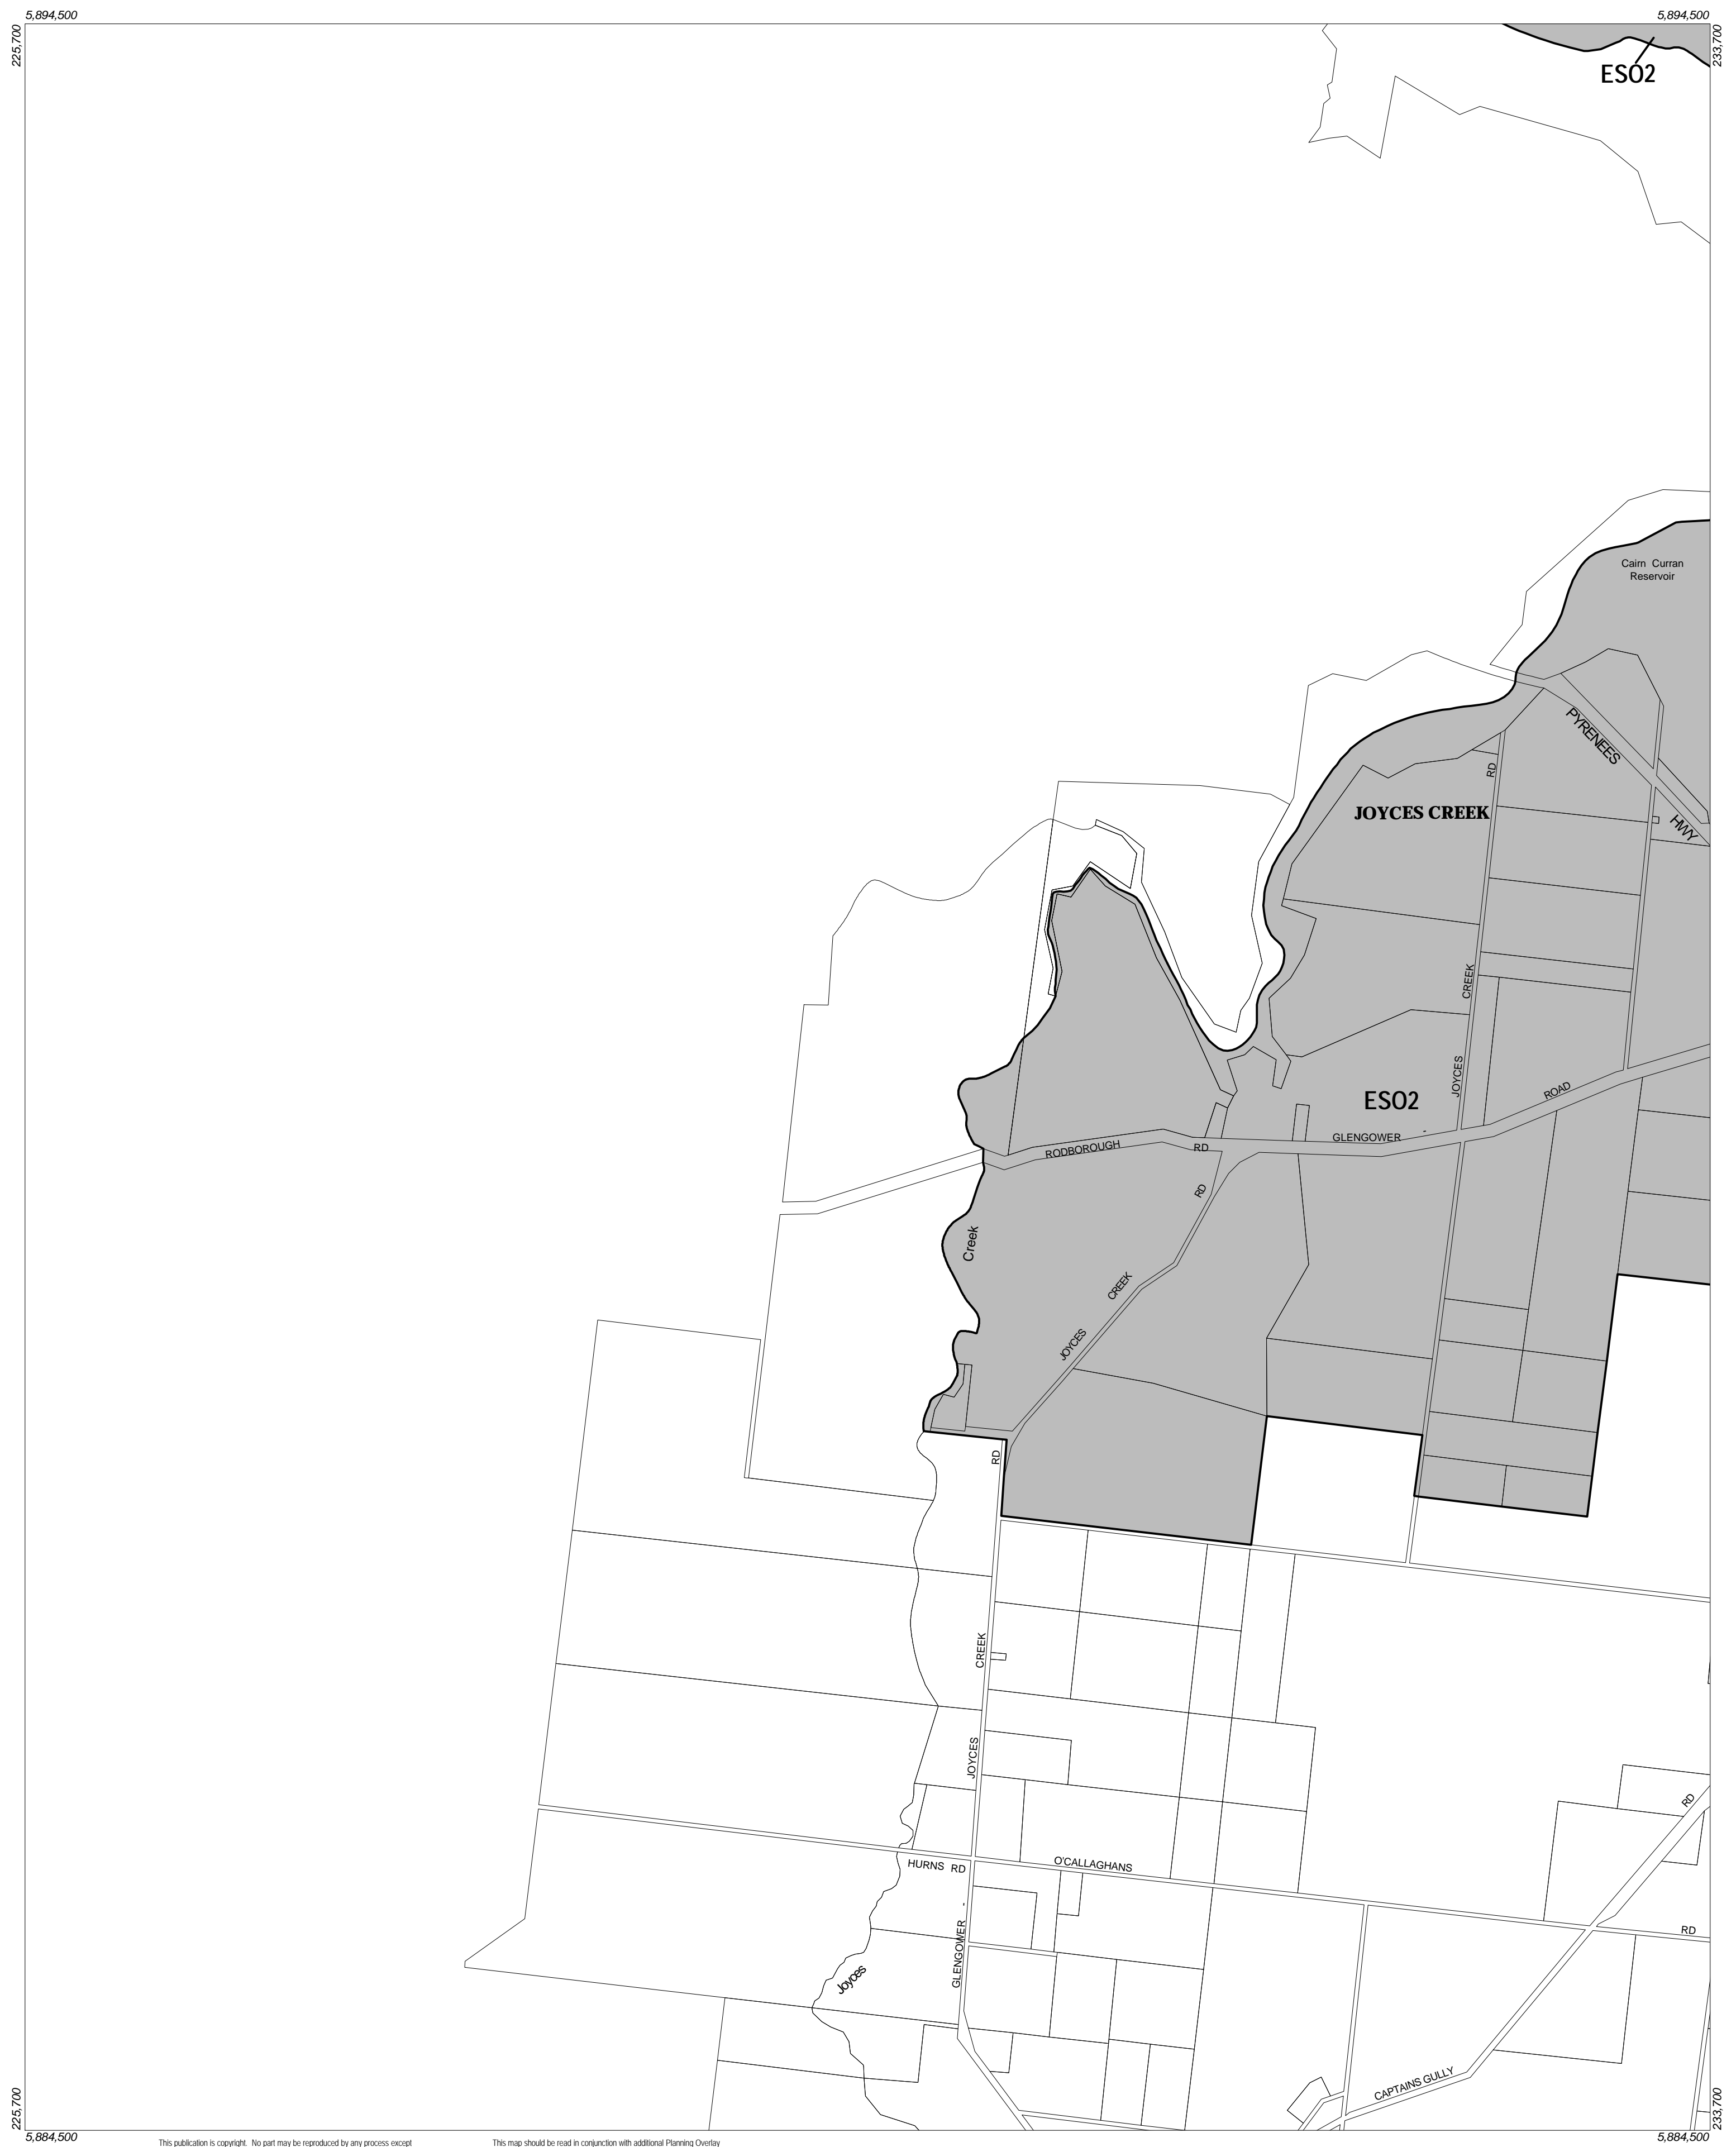 5,894,500
5,894,500
225,700
233,700
ESO2
Cairn Curran
Reservoir
PYRENEES
HWY
RD
JOYCES CREEK
CREEK
JOYCES
ESO2
ROAD
GLENGOWER -
RODBOROUGH
RD
RD
Creek
CREEK
JOYCES
RD
CREEK
JOYCES
RD
HURNS RD
O'CALLAGHANS
GLENGOWER -
RD
Joyces
CAPTAINS GULLY
225,700
233,700
5,884,500
5,884,500
This publication is copyright. No part may be reproduced by any process except
This map should be read in conjunction with additional Planning Overlay